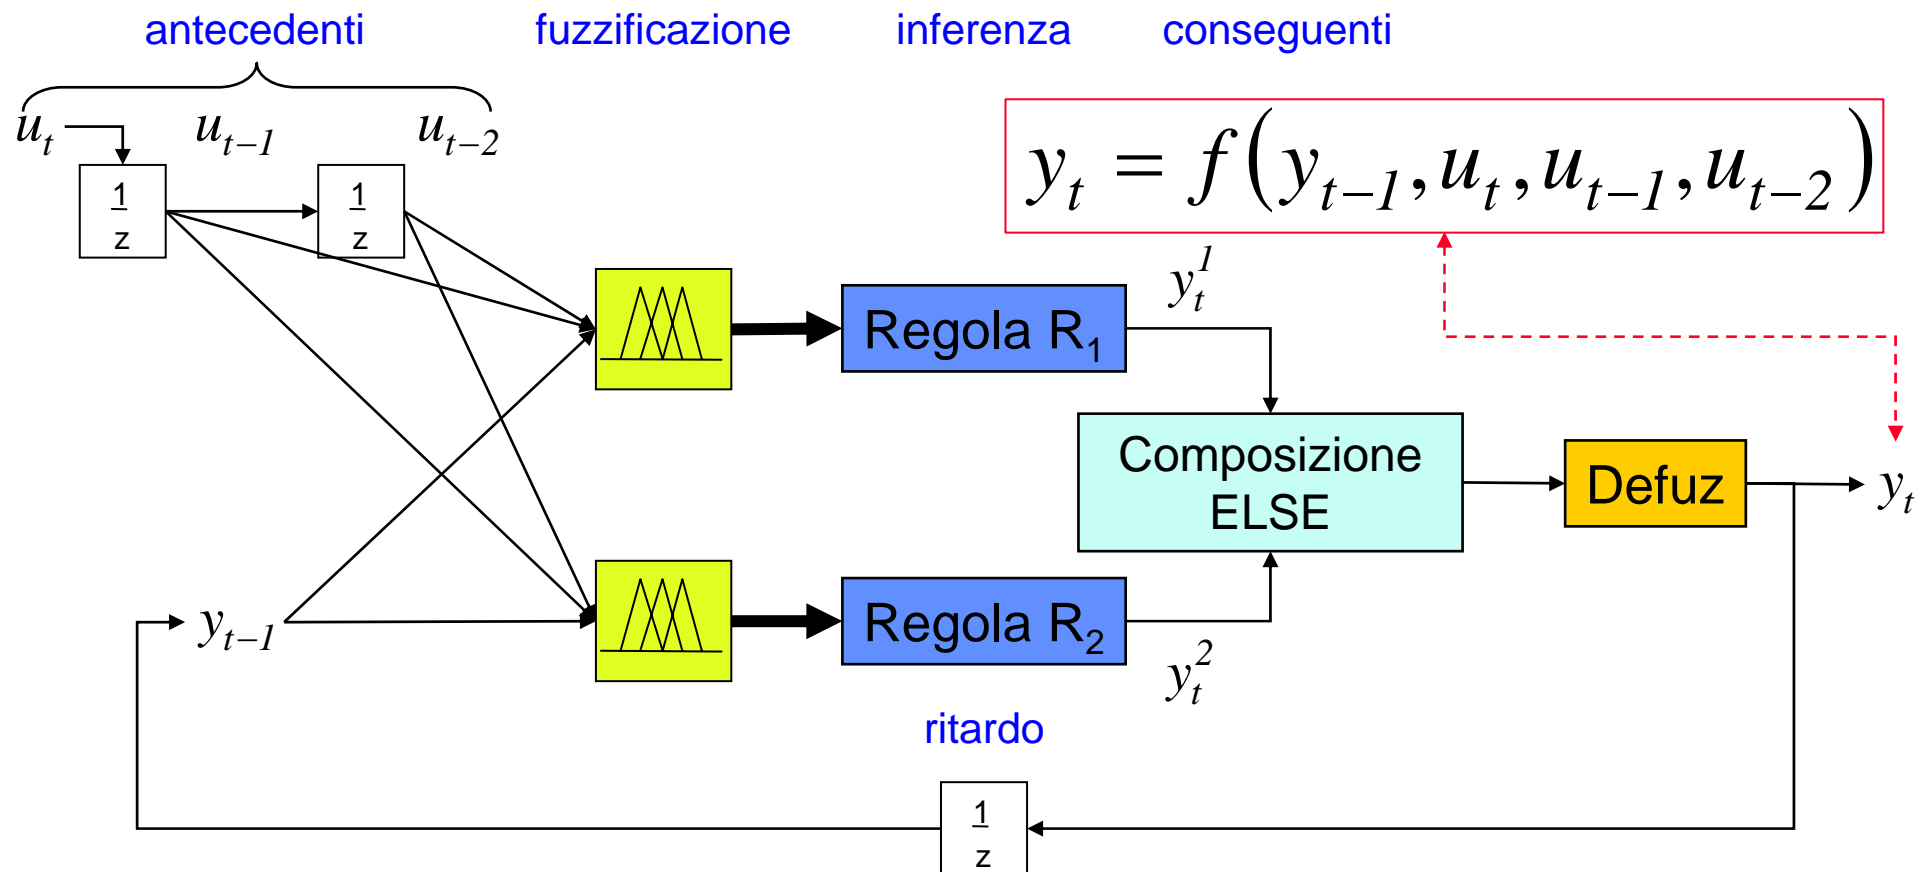 antecedenti fuzzificazione inferenza conseguenti
u_t u_{t-1} u_{t-2}
y_t = f(y_{t-1}, u_t, u_{t-1}, u_{t-2})
1
z
1
z
y_t^1
Regola R_1
Composizione
ELSE
Defuz
y_t
y_{t-1}
Regola R_2
y_t^2
ritardo
1
z